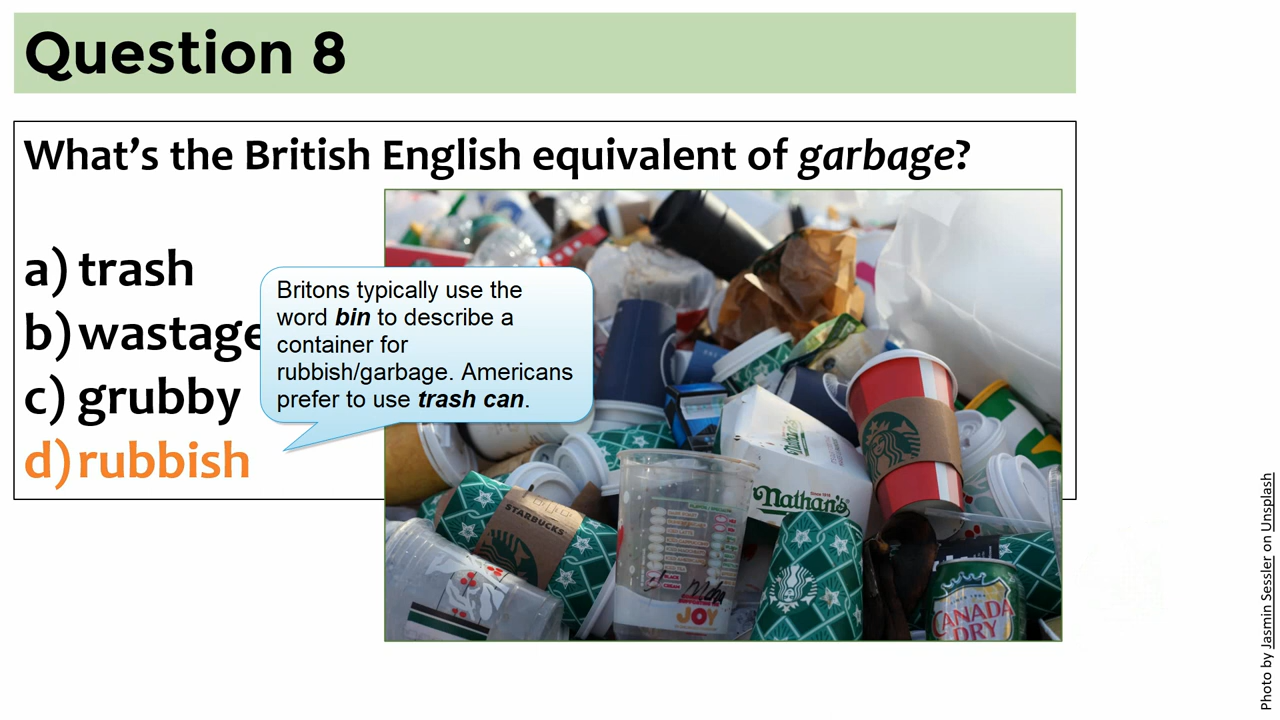 Question 8
What's the British English equivalent of garbage?
a) trash
b) wastage
c) grubby
d) rubbish
Britons typically use the
word bin to describe a
container for
rubbish/garbage. Americans
prefer to use trash can.
Nathan's
STARBUCKS
BLACK
CREAM
JOY
CANADA
DRY
Photo by Jasmin Sessler on Unsplash